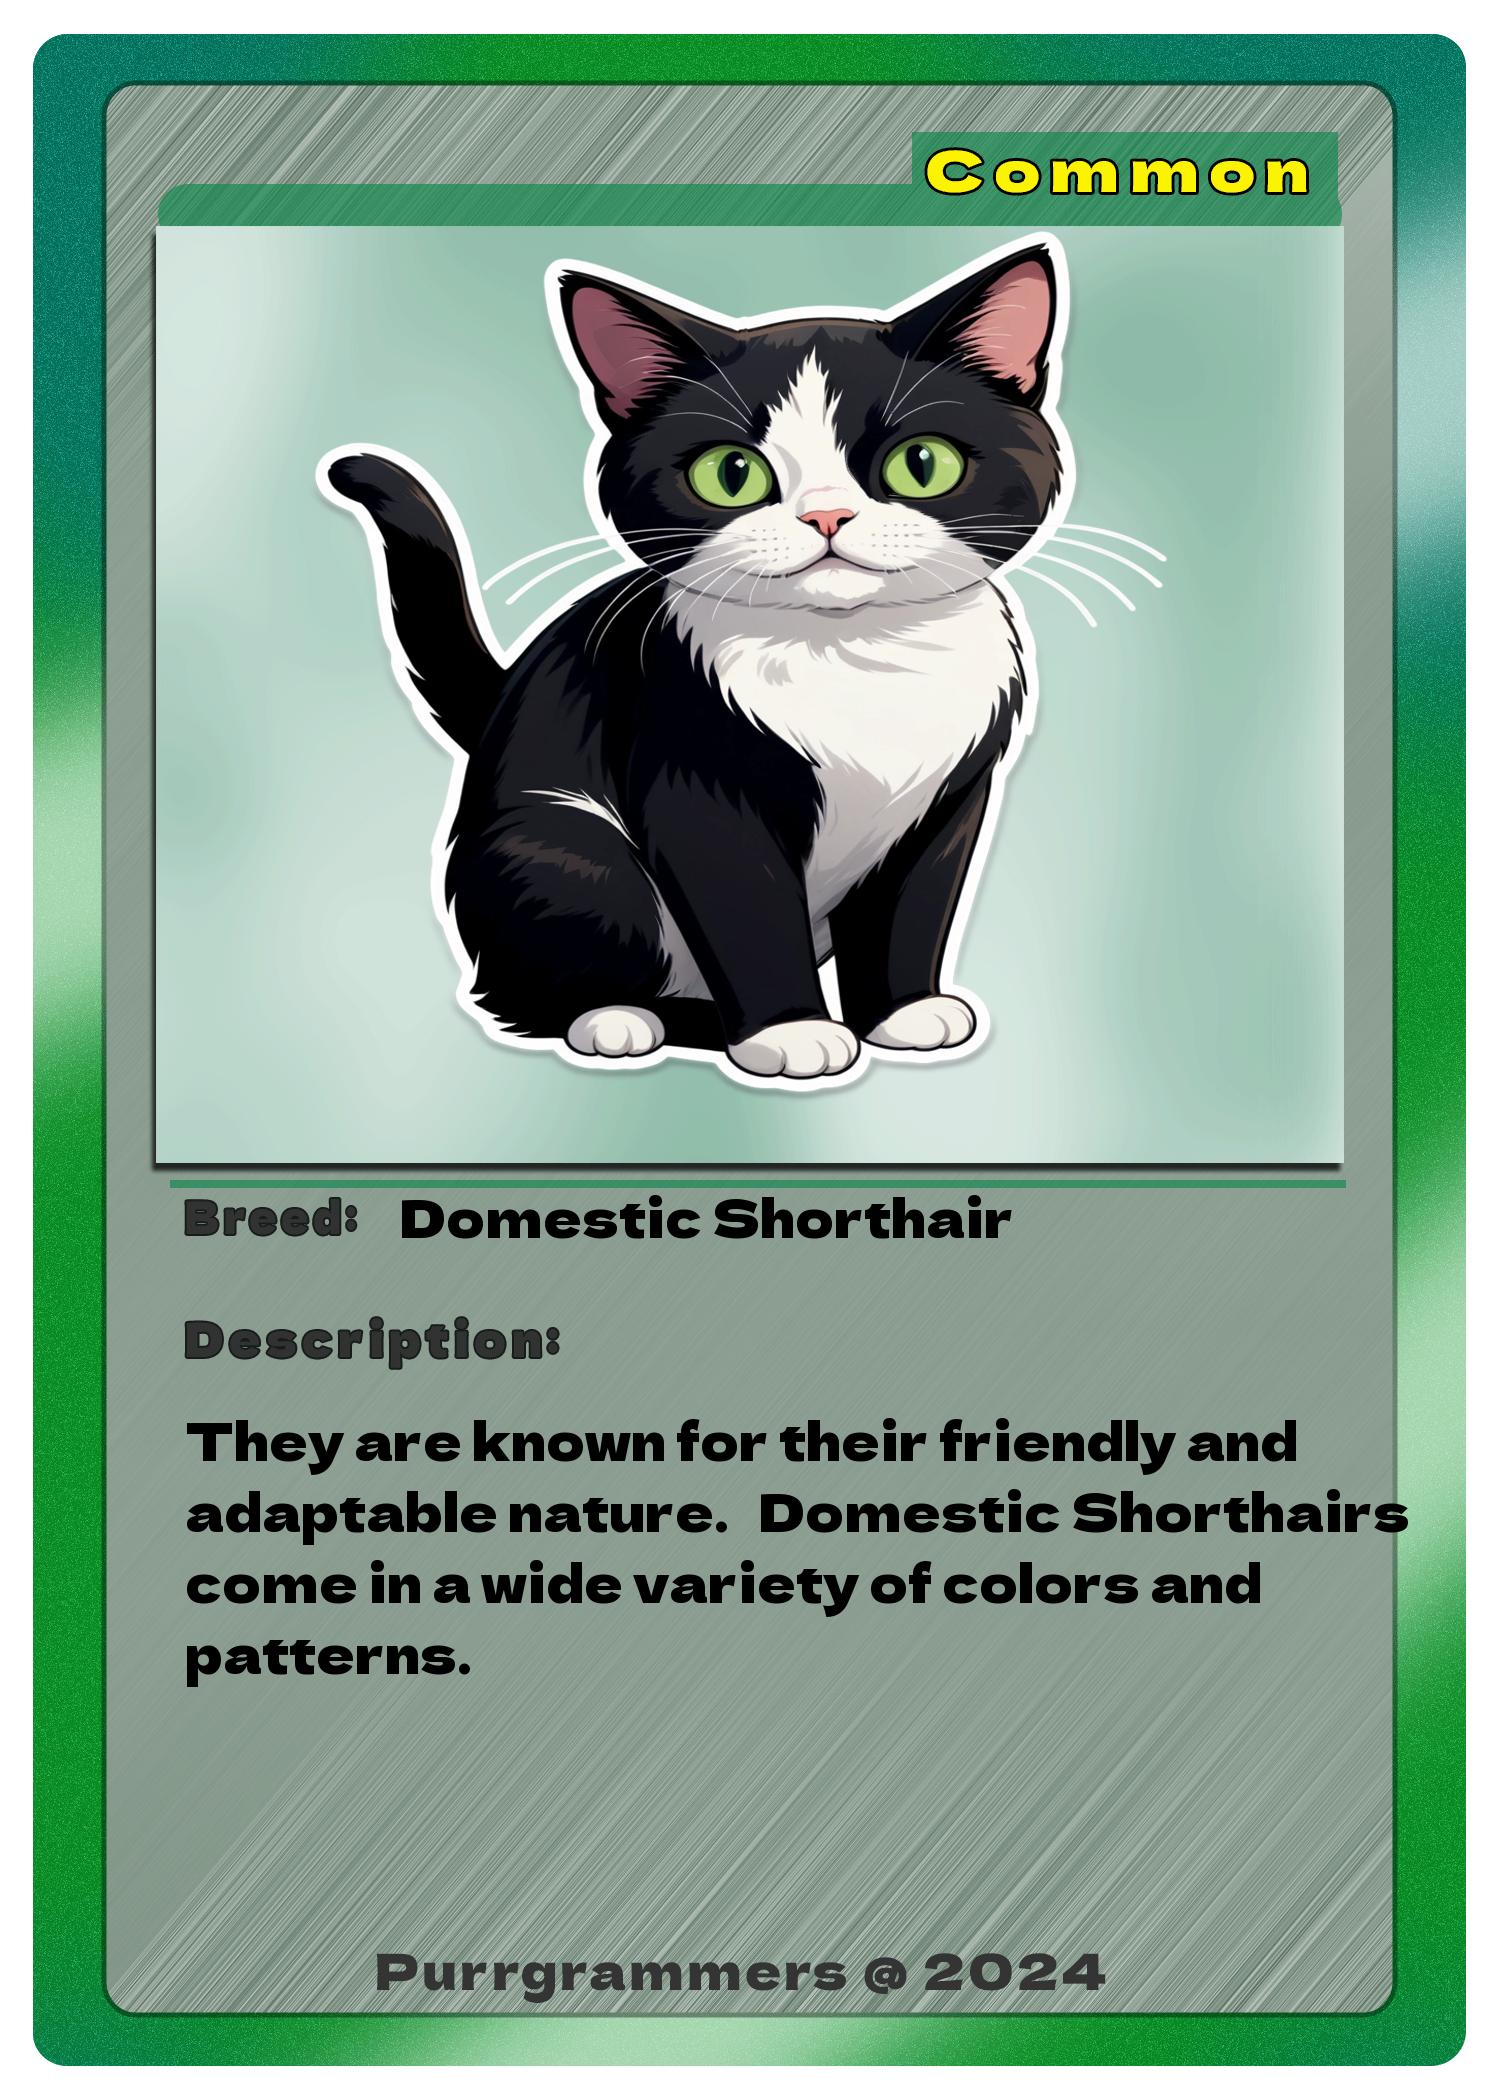 Common
Breed: Domestic Shorthair
Description:
They are known for their friendly and
adaptable nature.  Domestic Shorthairs
come in a wide variety of colors and
patterns.
Purrgrammers @ 2024